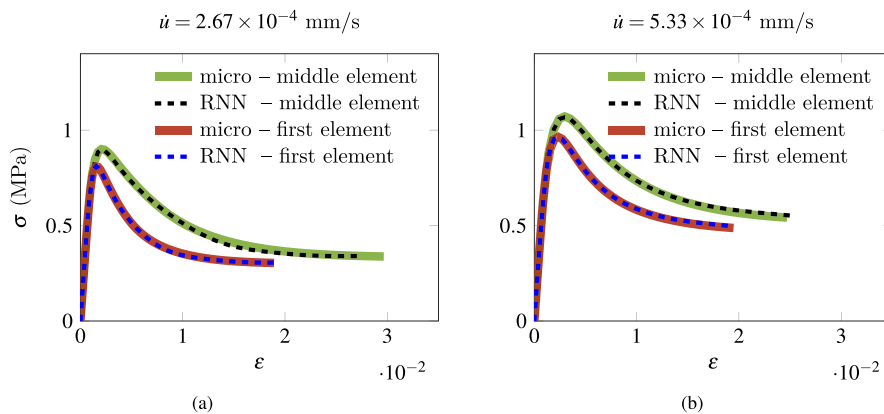 u̇ = 2.67 × 10⁻⁴ mm/s
micro – middle element
RNN – middle element
micro – first element
RNN – first element
σ (MPa)
1
0.5
0
0 1 2 3
ε
·10⁻²
(a)
u̇ = 5.33 × 10⁻⁴ mm/s
micro – middle element
RNN – middle element
micro – first element
RNN – first element
1
0.5
0
0 1 2 3
ε
·10⁻²
(b)